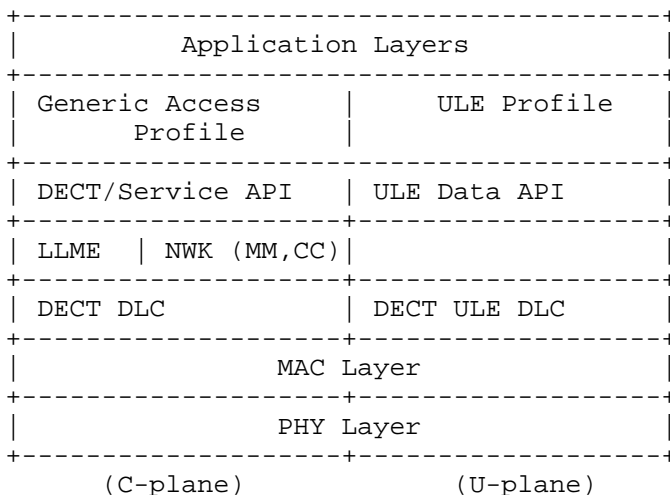 Application Layers
Generic Access | ULE Profile
Profile |
DECT/Service API | ULE Data API
LLME | NWK (MM,CC)|
DECT DLC | DECT ULE DLC
MAC Layer
PHY Layer
(C-plane) (U-plane)